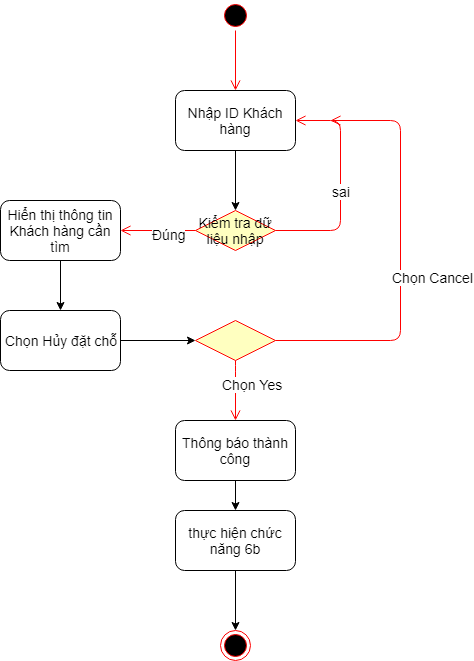 Nhập ID Khách
hàng
sai
Kiểm tra dữ
liệu nhập
Đúng
Hiển thị thông tin
Khách hàng cần
tìm
Chọn Cancel
Chọn Hủy đặt chỗ
Chọn Yes
Thông báo thành
công
thực hiện chức
năng 6b